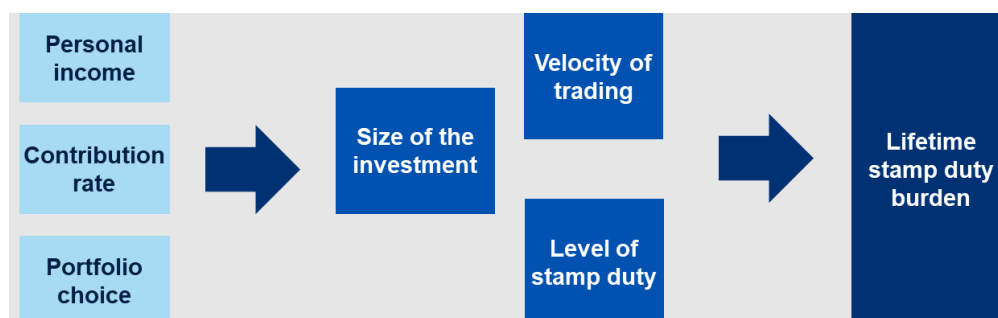 Personal
income
Contribution
rate
Portfolio
choice
Size of the
investment
Velocity of
trading
Level of
stamp duty
Lifetime
stamp duty
burden